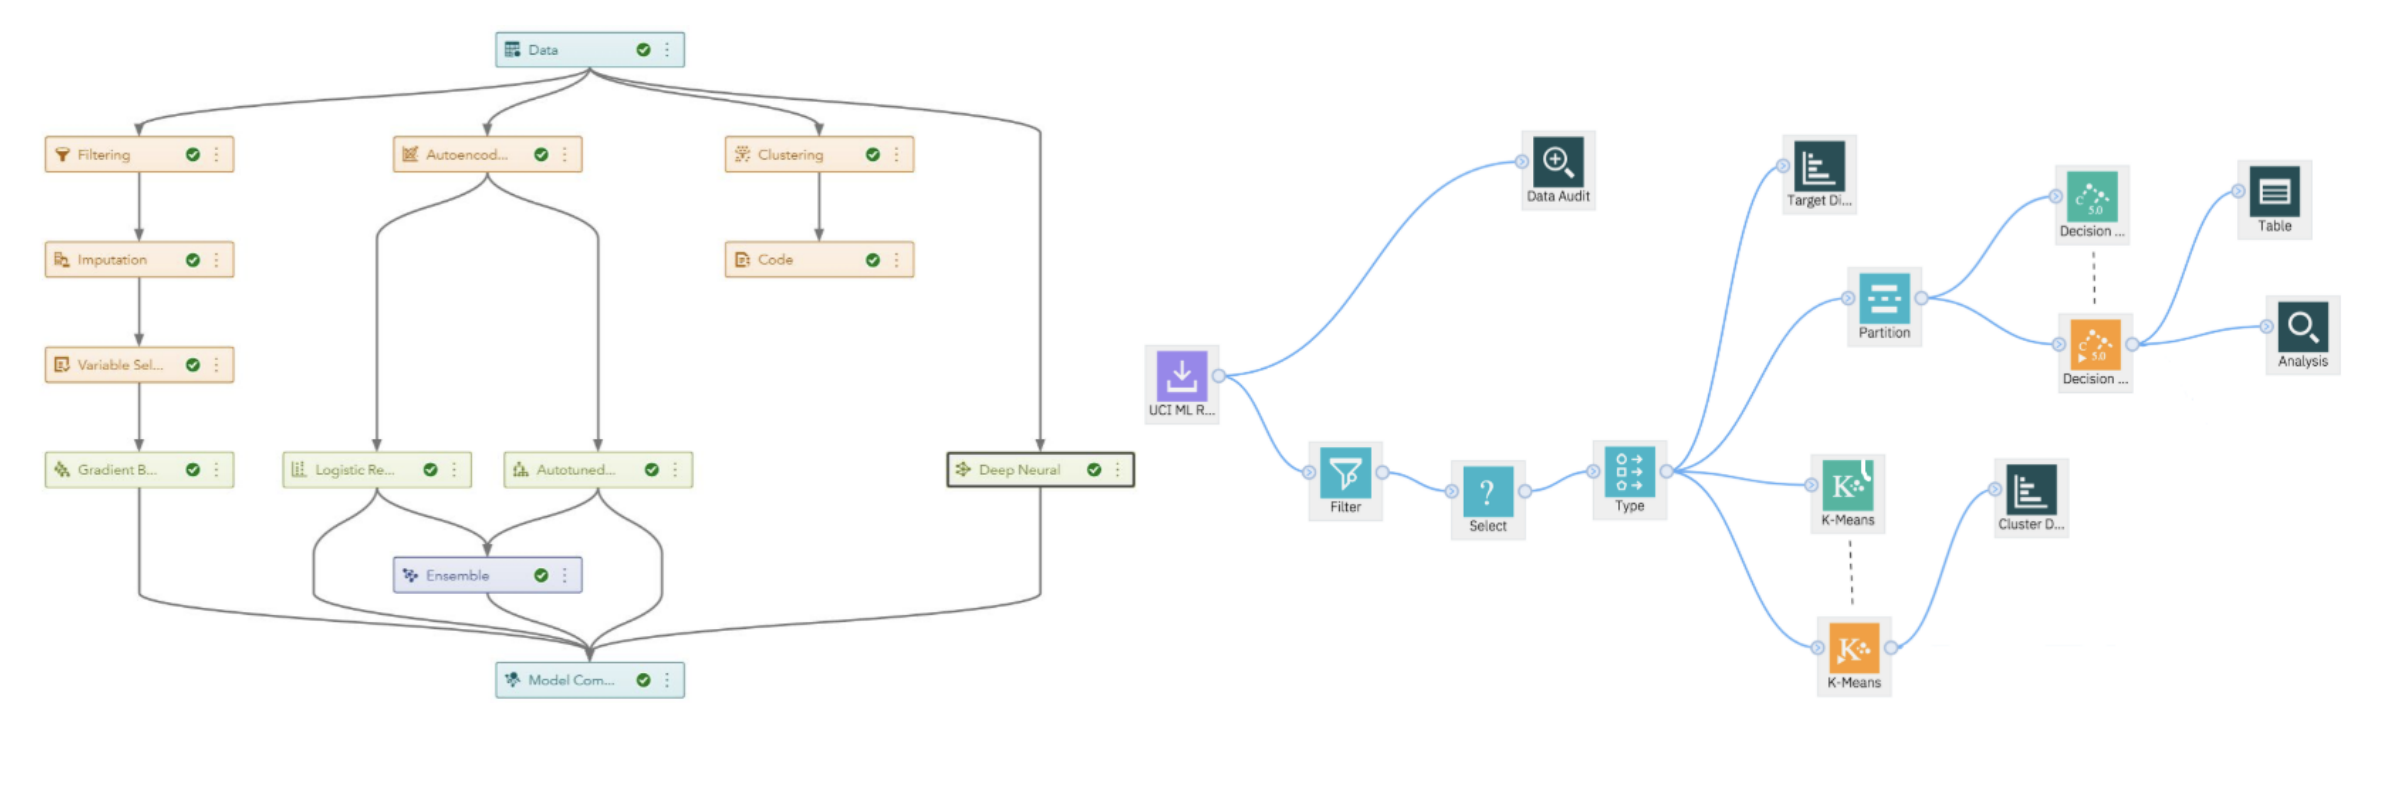 Data
Filtering
Autoencod...
Clustering
Imputation
Code
Variable Sel...
Gradient B...
Logistic Re...
Autotuned...
Deep Neural
Ensemble
Model Com...
UCI ML R...
Data Audit
Filter
?
Select
Type
Target Di...
Partition
C 5.0
Decision ...
C 5.0
Decision ...
Table
Analysis
K
K-Means
K
K-Means
Cluster D...